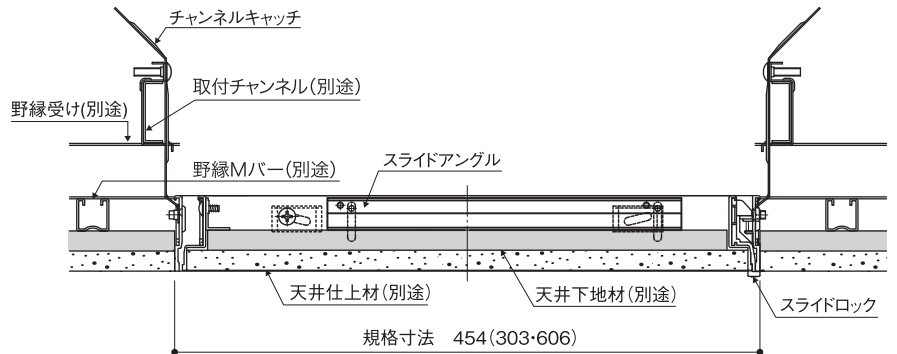 チャンネルキャッチ
取付チャンネル(別途)
野縁受け(別途)
野縁Mバー(別途)
スライドアングル
天井仕上材(別途)
天井下地材(別途)
スライドロック
規格寸法 454(303・606)